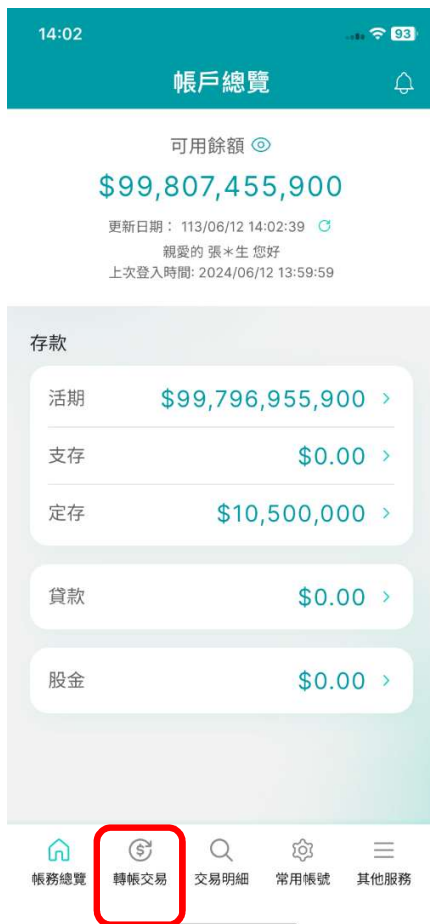 14:02
93
帳戶總覽
可用餘額
$99,807,455,900
更新日期： 113/06/12 14:02:39
親愛的 張＊生 您好
上次登入時間: 2024/06/12 13:59:59
存款
活期 $99,796,955,900
支存 $0.00
定存 $10,500,000
貸款 $0.00
股金 $0.00
帳務總覽 轉帳交易 交易明細 常用帳號 其他服務